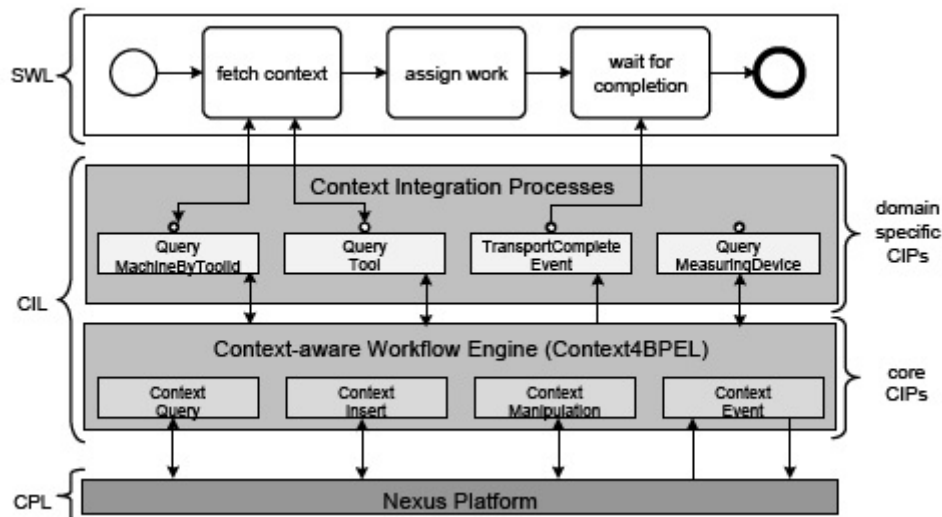 SWL
fetch context
assign work
wait for
completion
Context Integration Processes
Query
MachineByToolId
Query
Tool
TransportComplete
Event
Query
MeasuringDevice
domain
specific
CIPs
CIL
Context-aware Workflow Engine (Context4BPEL)
Context
Query
Context
Insert
Context
Manipulation
Context
Event
core
CIPs
CPL
Nexus Platform